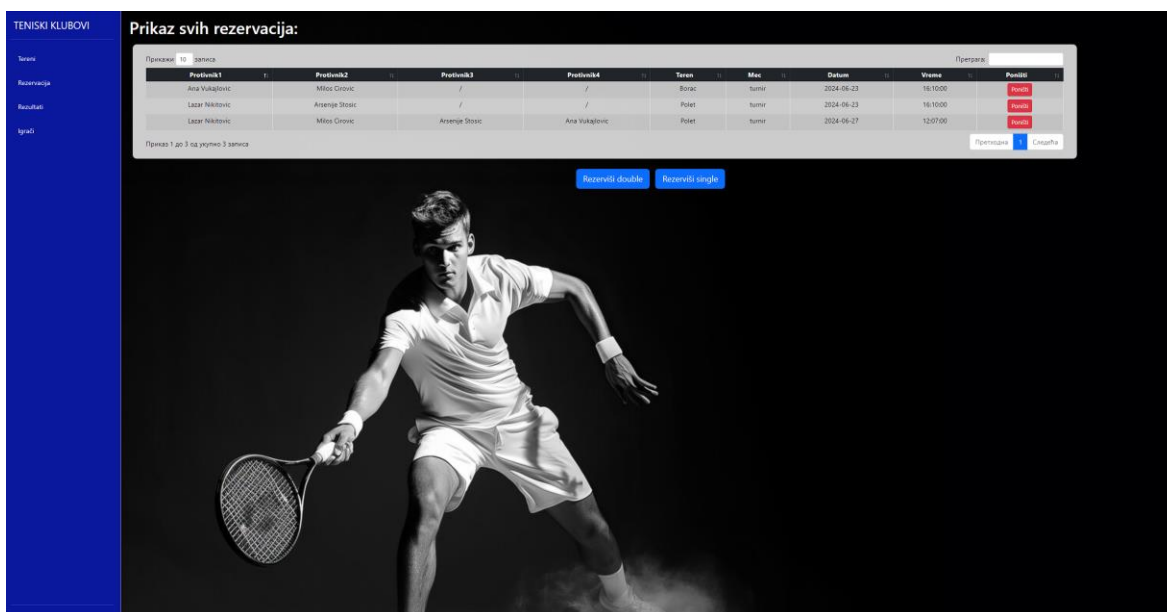 TENISKI KLUBOVI
Tereni
Rezervacija
Rezultati
Igrači
Prikaz svih rezervacija:
Прикажи 10 записа
Претрага:
Protivnik1 Protivnik2 Protivnik3 Protivnik4 Teren Mec Datum Vreme Poništi
Ana Vukajlovic Milos Cirovic / / Borac turnir 2024-06-23 16:10:00 Poništi
Lazar Nikitovic Arsenije Stosic / / Polet turnir 2024-06-23 16:10:00 Poništi
Lazar Nikitovic Milos Cirovic Arsenije Stosic Ana Vukajlovic Polet turnir 2024-06-27 12:07:00 Poništi
Приказ 1 до 3 од укупно 3 записа
Претходна 1 Следећа
Rezerviši double Rezerviši single